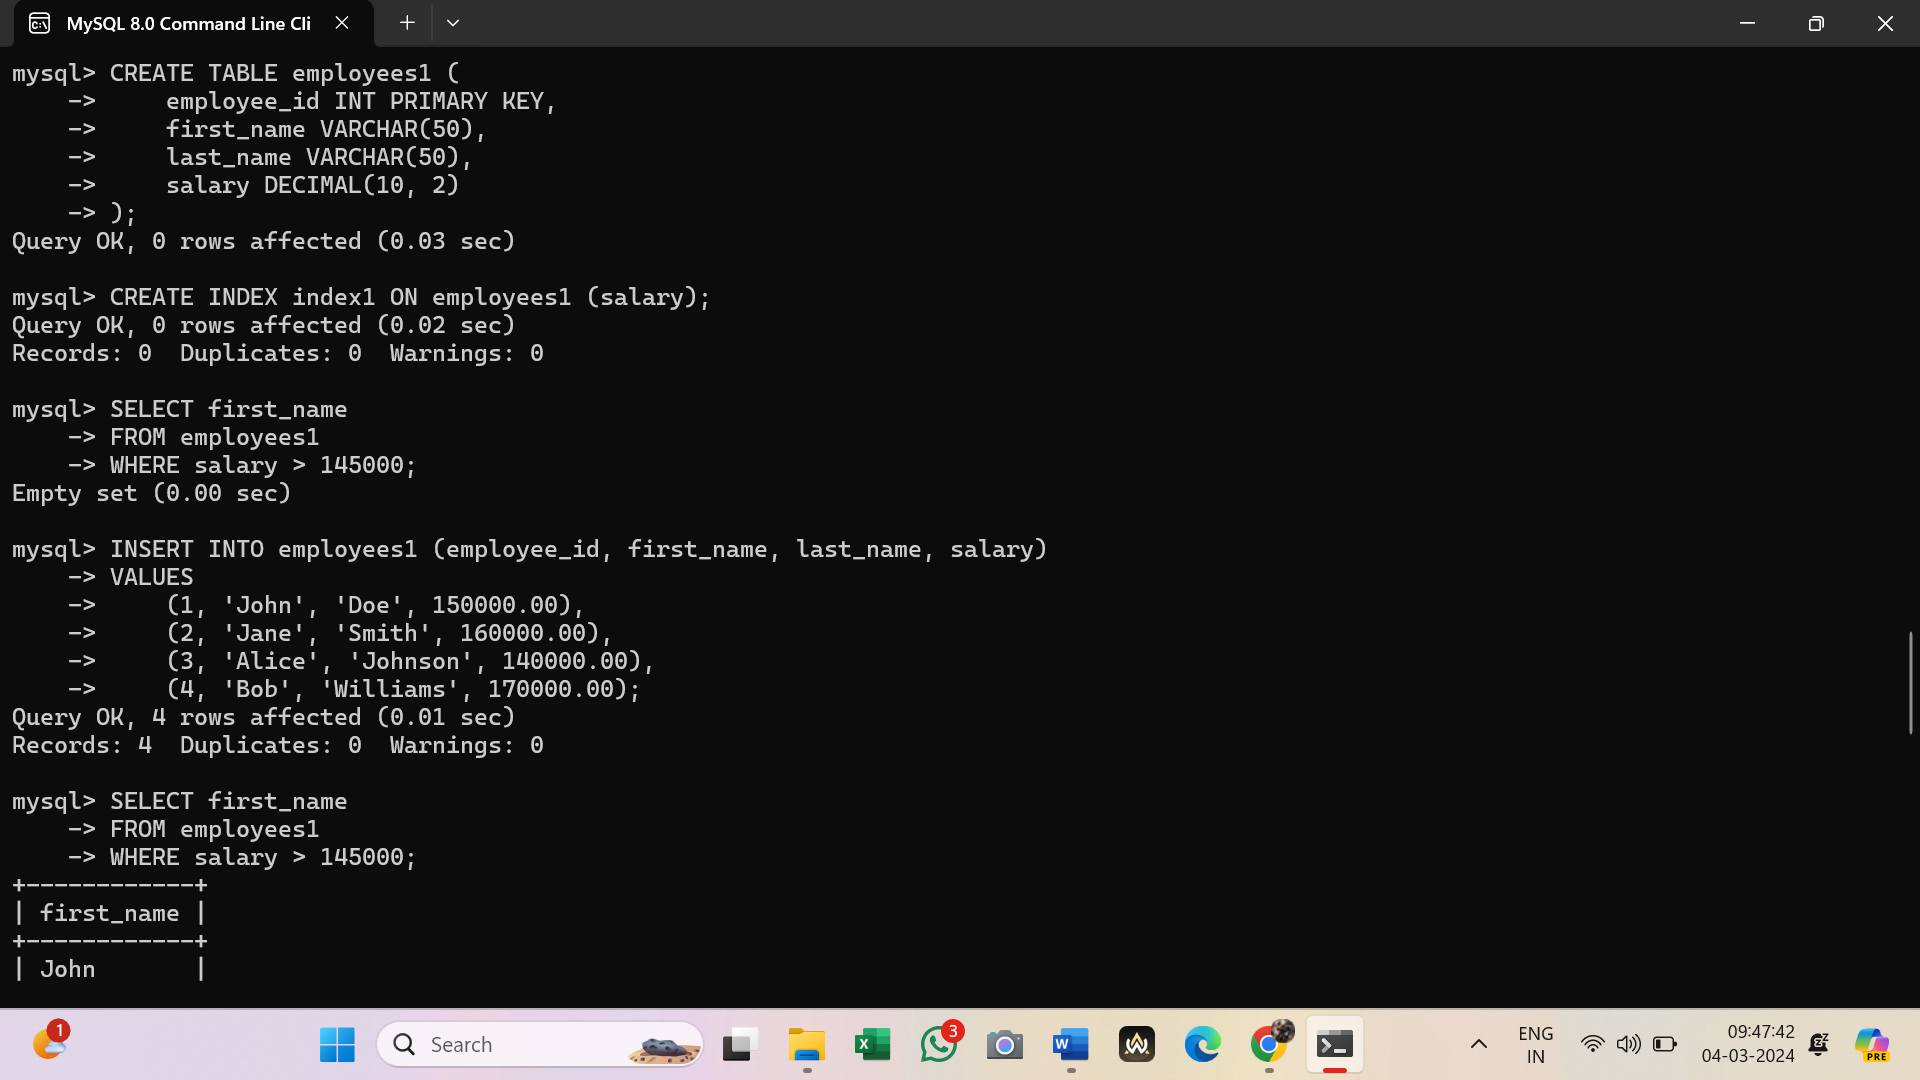 MySQL 8.0 Command Line Cli
mysql> CREATE TABLE employees1 (
    ->     employee_id INT PRIMARY KEY,
    ->     first_name VARCHAR(50),
    ->     last_name VARCHAR(50),
    ->     salary DECIMAL(10, 2)
    -> );
Query OK, 0 rows affected (0.03 sec)

mysql> CREATE INDEX index1 ON employees1 (salary);
Query OK, 0 rows affected (0.02 sec)
Records: 0  Duplicates: 0  Warnings: 0

mysql> SELECT first_name
    -> FROM employees1
    -> WHERE salary > 145000;
Empty set (0.00 sec)

mysql> INSERT INTO employees1 (employee_id, first_name, last_name, salary)
    -> VALUES
    ->     (1, 'John', 'Doe', 150000.00),
    ->     (2, 'Jane', 'Smith', 160000.00),
    ->     (3, 'Alice', 'Johnson', 140000.00),
    ->     (4, 'Bob', 'Williams', 170000.00);
Query OK, 4 rows affected (0.01 sec)
Records: 4  Duplicates: 0  Warnings: 0

mysql> SELECT first_name
    -> FROM employees1
    -> WHERE salary > 145000;
+------------+
| first_name |
+------------+
| John       |
1
Search
3
ENG
IN
09:47:42
04-03-2024
PRE